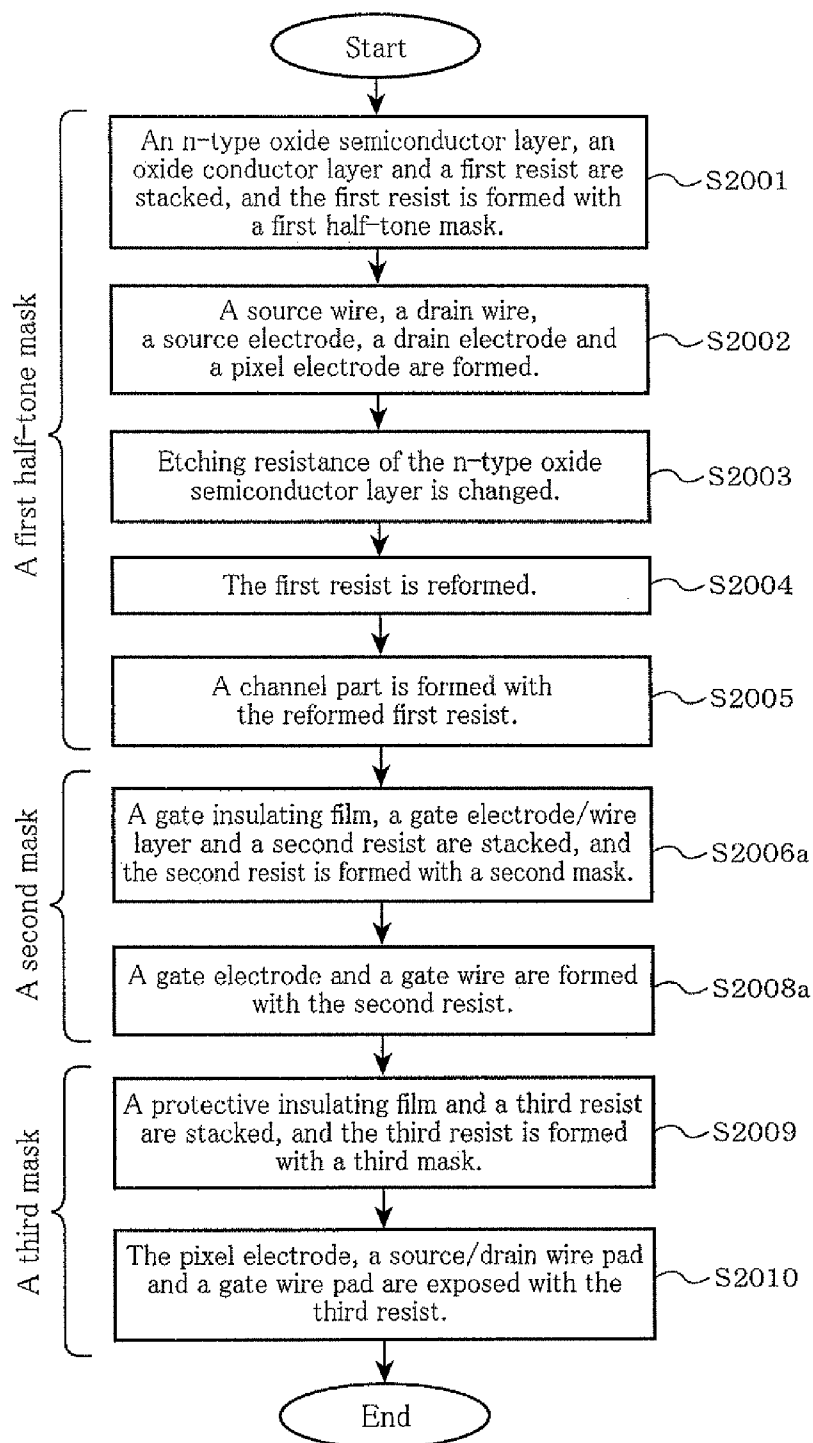 Start
A first half-tone mask
An n-type oxide semiconductor layer, an
oxide conductor layer and a first resist are
stacked, and the first resist is formed with
a first half-tone mask.
S2001
A source wire, a drain wire,
a source electrode, a drain electrode and
a pixel electrode are formed.
S2002
Etching resistance of the n-type oxide
semiconductor layer is changed.
S2003
The first resist is reformed.
S2004
A channel part is formed with
the reformed first resist.
S2005
A second mask
A gate insulating film, a gate electrode/wire
layer and a second resist are stacked, and
the second resist is formed with a second mask.
S2006a
A gate electrode and a gate wire are formed
with the second resist.
S2008a
A third mask
A protective insulating film and a third resist
are stacked, and the third resist is formed
with a third mask.
S2009
The pixel electrode, a source/drain wire pad
and a gate wire pad are exposed with the
third resist.
S2010
End